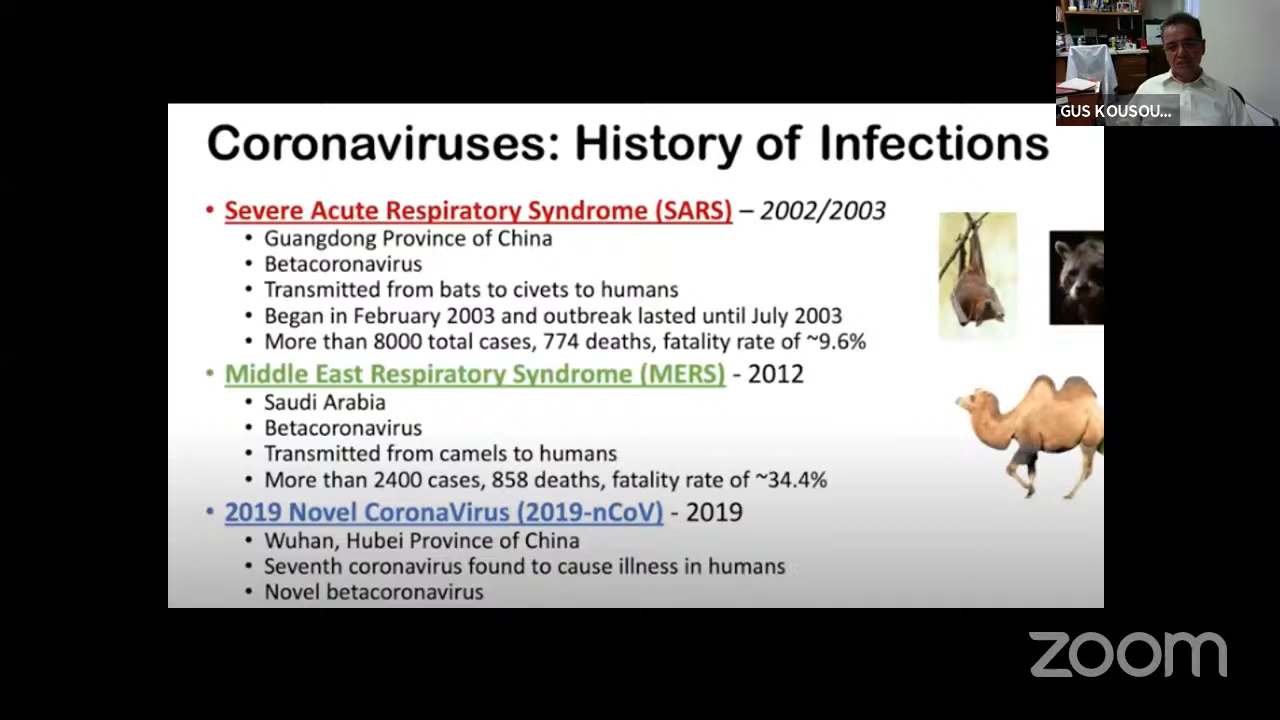 GUS KOUSOU...
Coronaviruses: History of Infections
• Severe Acute Respiratory Syndrome (SARS) – 2002/2003
• Guangdong Province of China
• Betacoronavirus
• Transmitted from bats to civets to humans
• Began in February 2003 and outbreak lasted until July 2003
• More than 8000 total cases, 774 deaths, fatality rate of ~9.6%
• Middle East Respiratory Syndrome (MERS) - 2012
• Saudi Arabia
• Betacoronavirus
• Transmitted from camels to humans
• More than 2400 cases, 858 deaths, fatality rate of ~34.4%
• 2019 Novel CoronaVirus (2019-nCoV) - 2019
• Wuhan, Hubei Province of China
• Seventh coronavirus found to cause illness in humans
• Novel betacoronavirus
zoom